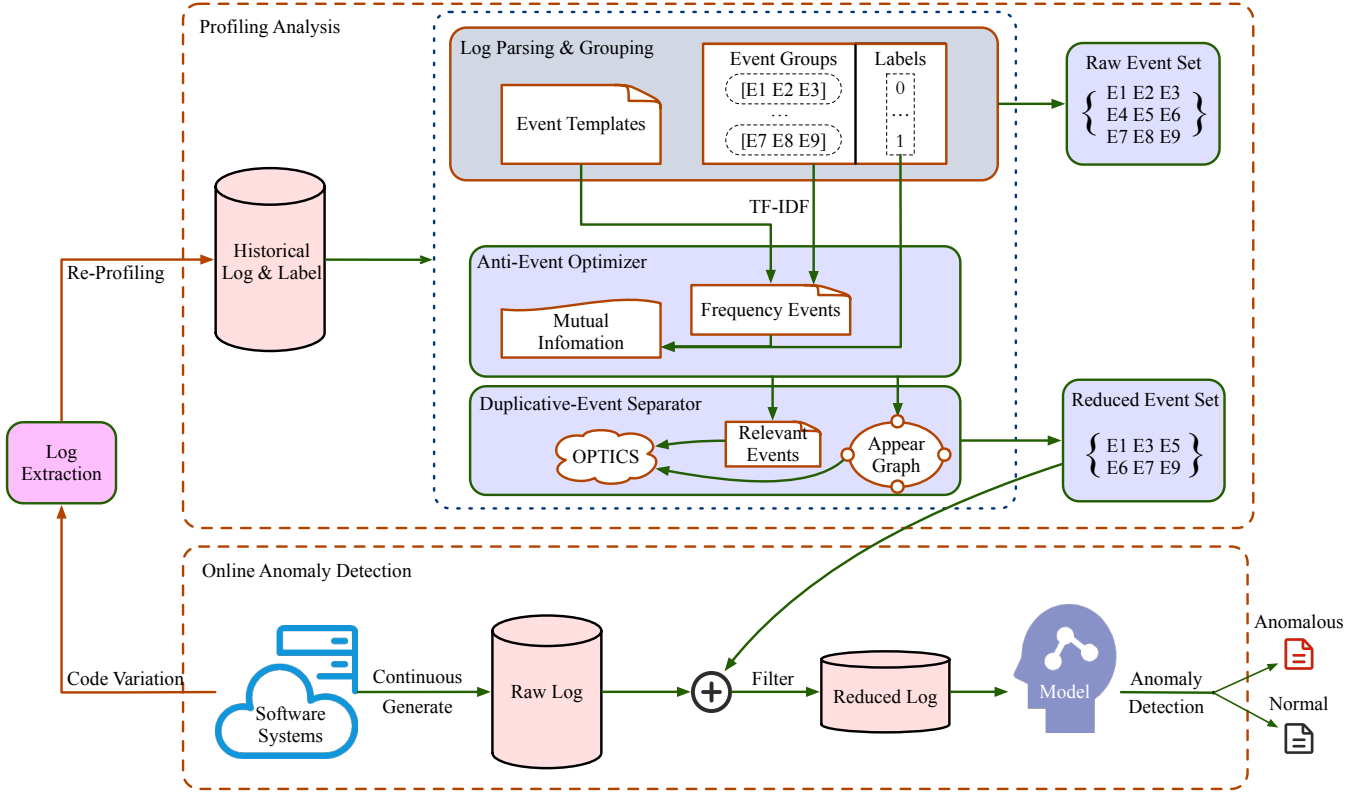 Profiling Analysis
Log Parsing & Grouping
Event Templates
Event Groups
[E1 E2 E3]
...
[E7 E8 E9]
Labels
0
...
1
Raw Event Set
{ E1 E2 E3
E4 E5 E6
E7 E8 E9 }
TF-IDF
Historical
Log & Label
Re-Profiling
Anti-Event Optimizer
Frequency Events
Mutual
Infomation
Duplicative-Event Separator
OPTICS
Relevant
Events
Appear
Graph
Reduced Event Set
{ E1 E3 E5
E6 E7 E9 }
Log
Extraction
Online Anomaly Detection
Code Variation
Software
Systems
Continuous
Generate
Raw Log
Filter
Reduced Log
Model
Anomaly
Detection
Anomalous
Normal